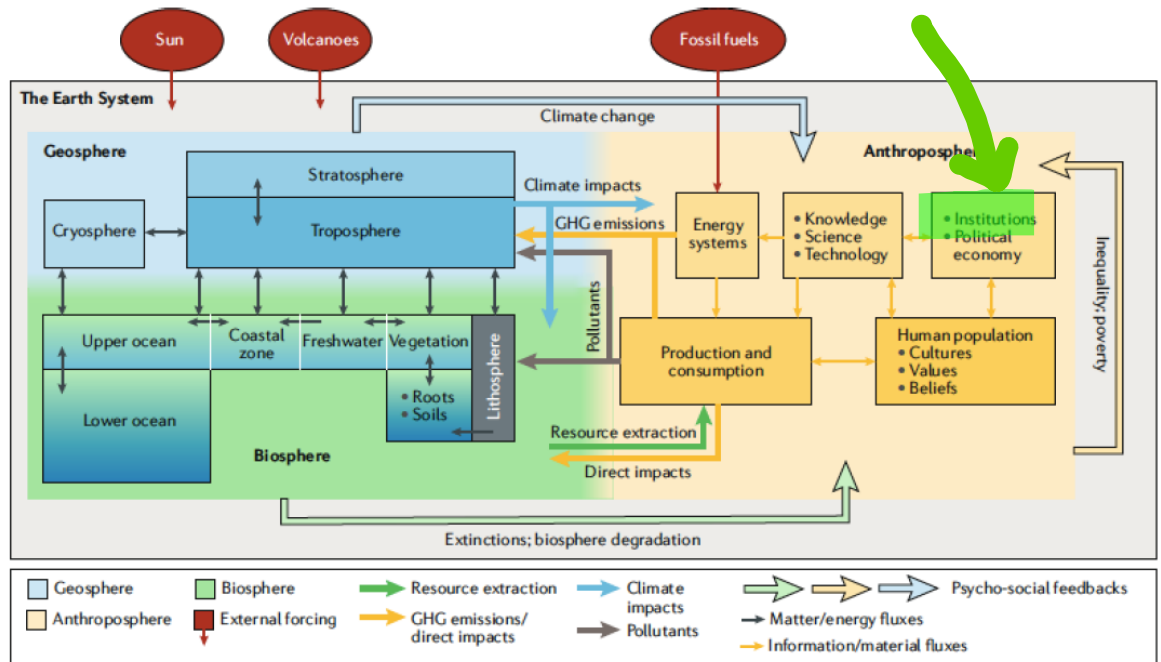 Sun
Volcanoes
Fossil fuels
The Earth System
Climate change
Geosphere
Anthropospher
Stratosphere
Troposphere
Cryosphere
Climate impacts
GHG emissions
Energy
systems
• Knowledge
• Science
• Technology
• Institutions
• Political
economy
Inequality; poverty
Upper ocean
Coastal
zone
Freshwater
Vegetation
Lithosphere
Pollutants
Production and
consumption
Human population
• Cultures
• Values
• Beliefs
Lower ocean
• Roots
• Soils
Resource extraction
Biosphere
Direct impacts
Extinctions; biosphere degradation
Geosphere
Biosphere
Resource extraction
Climate
impacts
Psycho-social feedbacks
Anthroposphere
External forcing
GHG emissions/
direct impacts
Pollutants
Matter/energy fluxes
Information/material fluxes